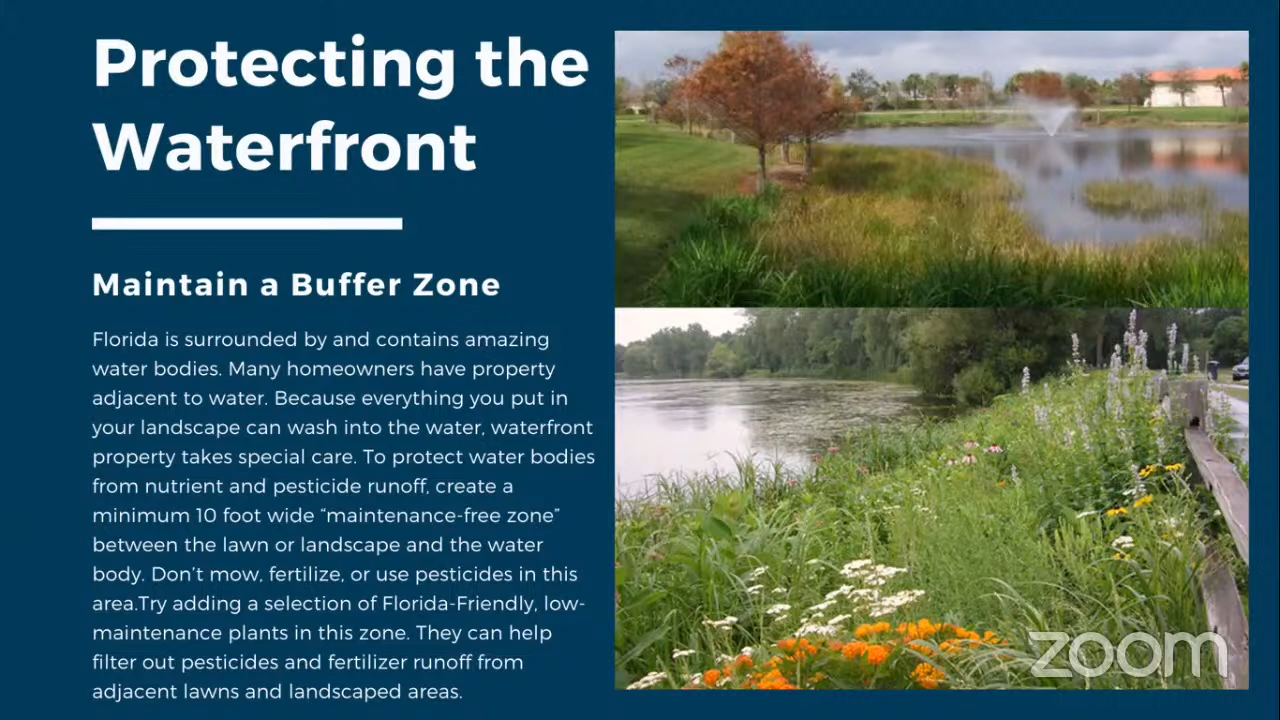 Protecting the
Waterfront
Maintain a Buffer Zone
Florida is surrounded by and contains amazing
water bodies. Many homeowners have property
adjacent to water. Because everything you put in
your landscape can wash into the water, waterfront
property takes special care. To protect water bodies
from nutrient and pesticide runoff, create a
minimum 10 foot wide “maintenance-free zone”
between the lawn or landscape and the water
body. Don’t mow, fertilize, or use pesticides in this
area.Try adding a selection of Florida-Friendly, low-
maintenance plants in this zone. They can help
filter out pesticides and fertilizer runoff from
adjacent lawns and landscaped areas.
zoom